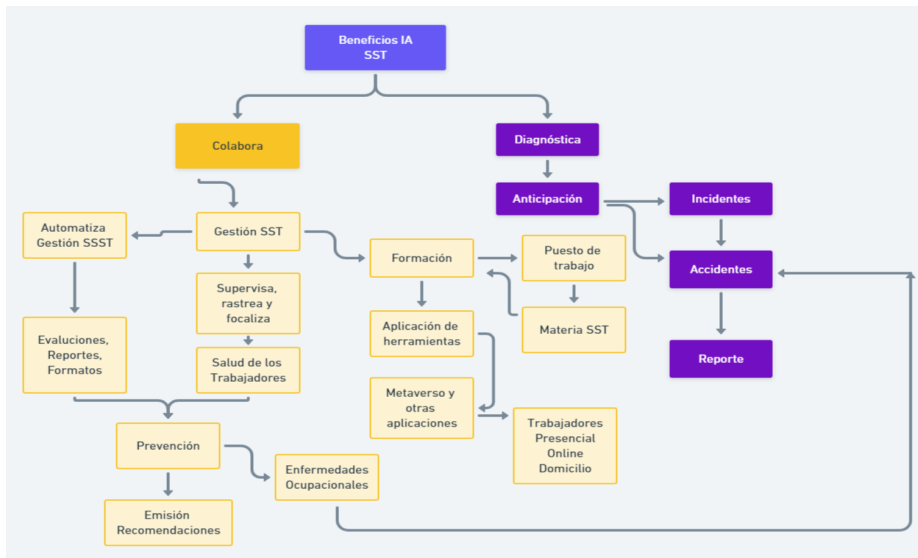 Beneficios IA
SST
Colabora
Diagnóstica
Anticipación
Incidentes
Automatiza
Gestión SSST
Gestión SST
Formación
Puesto de
trabajo
Accidentes
Supervisa,
rastrea y
focaliza
Evaluciones,
Reportes,
Formatos
Aplicación de
herramientas
Materia SST
Reporte
Salud de los
Trabajadores
Metaverso y
otras
aplicaciones
Trabajadores
Presencial
Online
Domicilio
Prevención
Enfermedades
Ocupacionales
Emisión
Recomendaciones